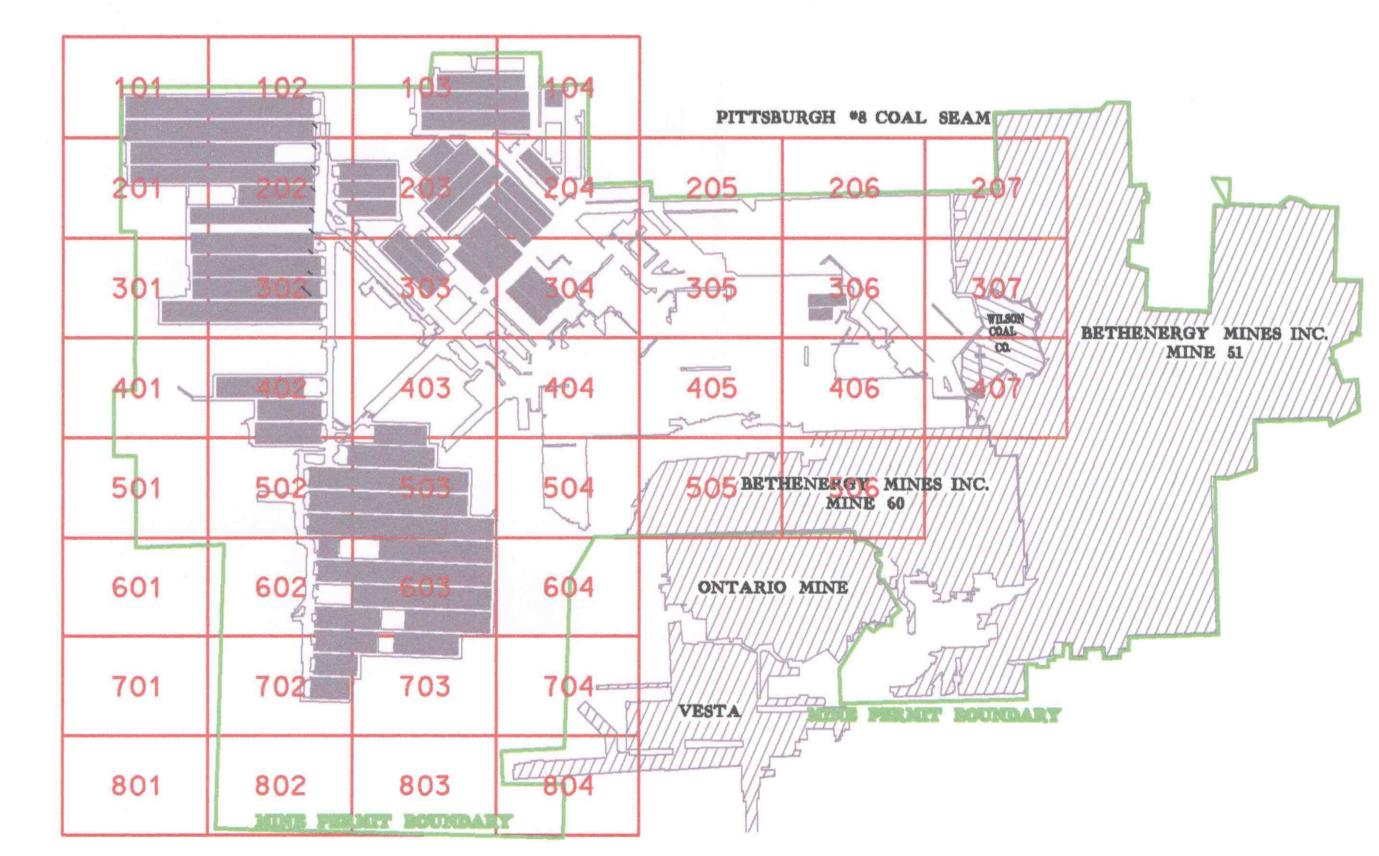 101 102 103 104
PITTSBURGH #8 COAL SEAM
201 202 203 204 205 206 207
301 302 303 304 305 306 307
WILSON
COAL
CO.
BETHENERGY MINES INC.
MINE 51
401 402 403 404 405 406 407
501 502 503 504 505 506
BETHENERGY MINES INC.
MINE 60
601 602 603 604
ONTARIO MINE
701 702 703 704
VESTA
MINE PERMIT BOUNDARY
801 802 803 804
MINE PERMIT BOUNDARY